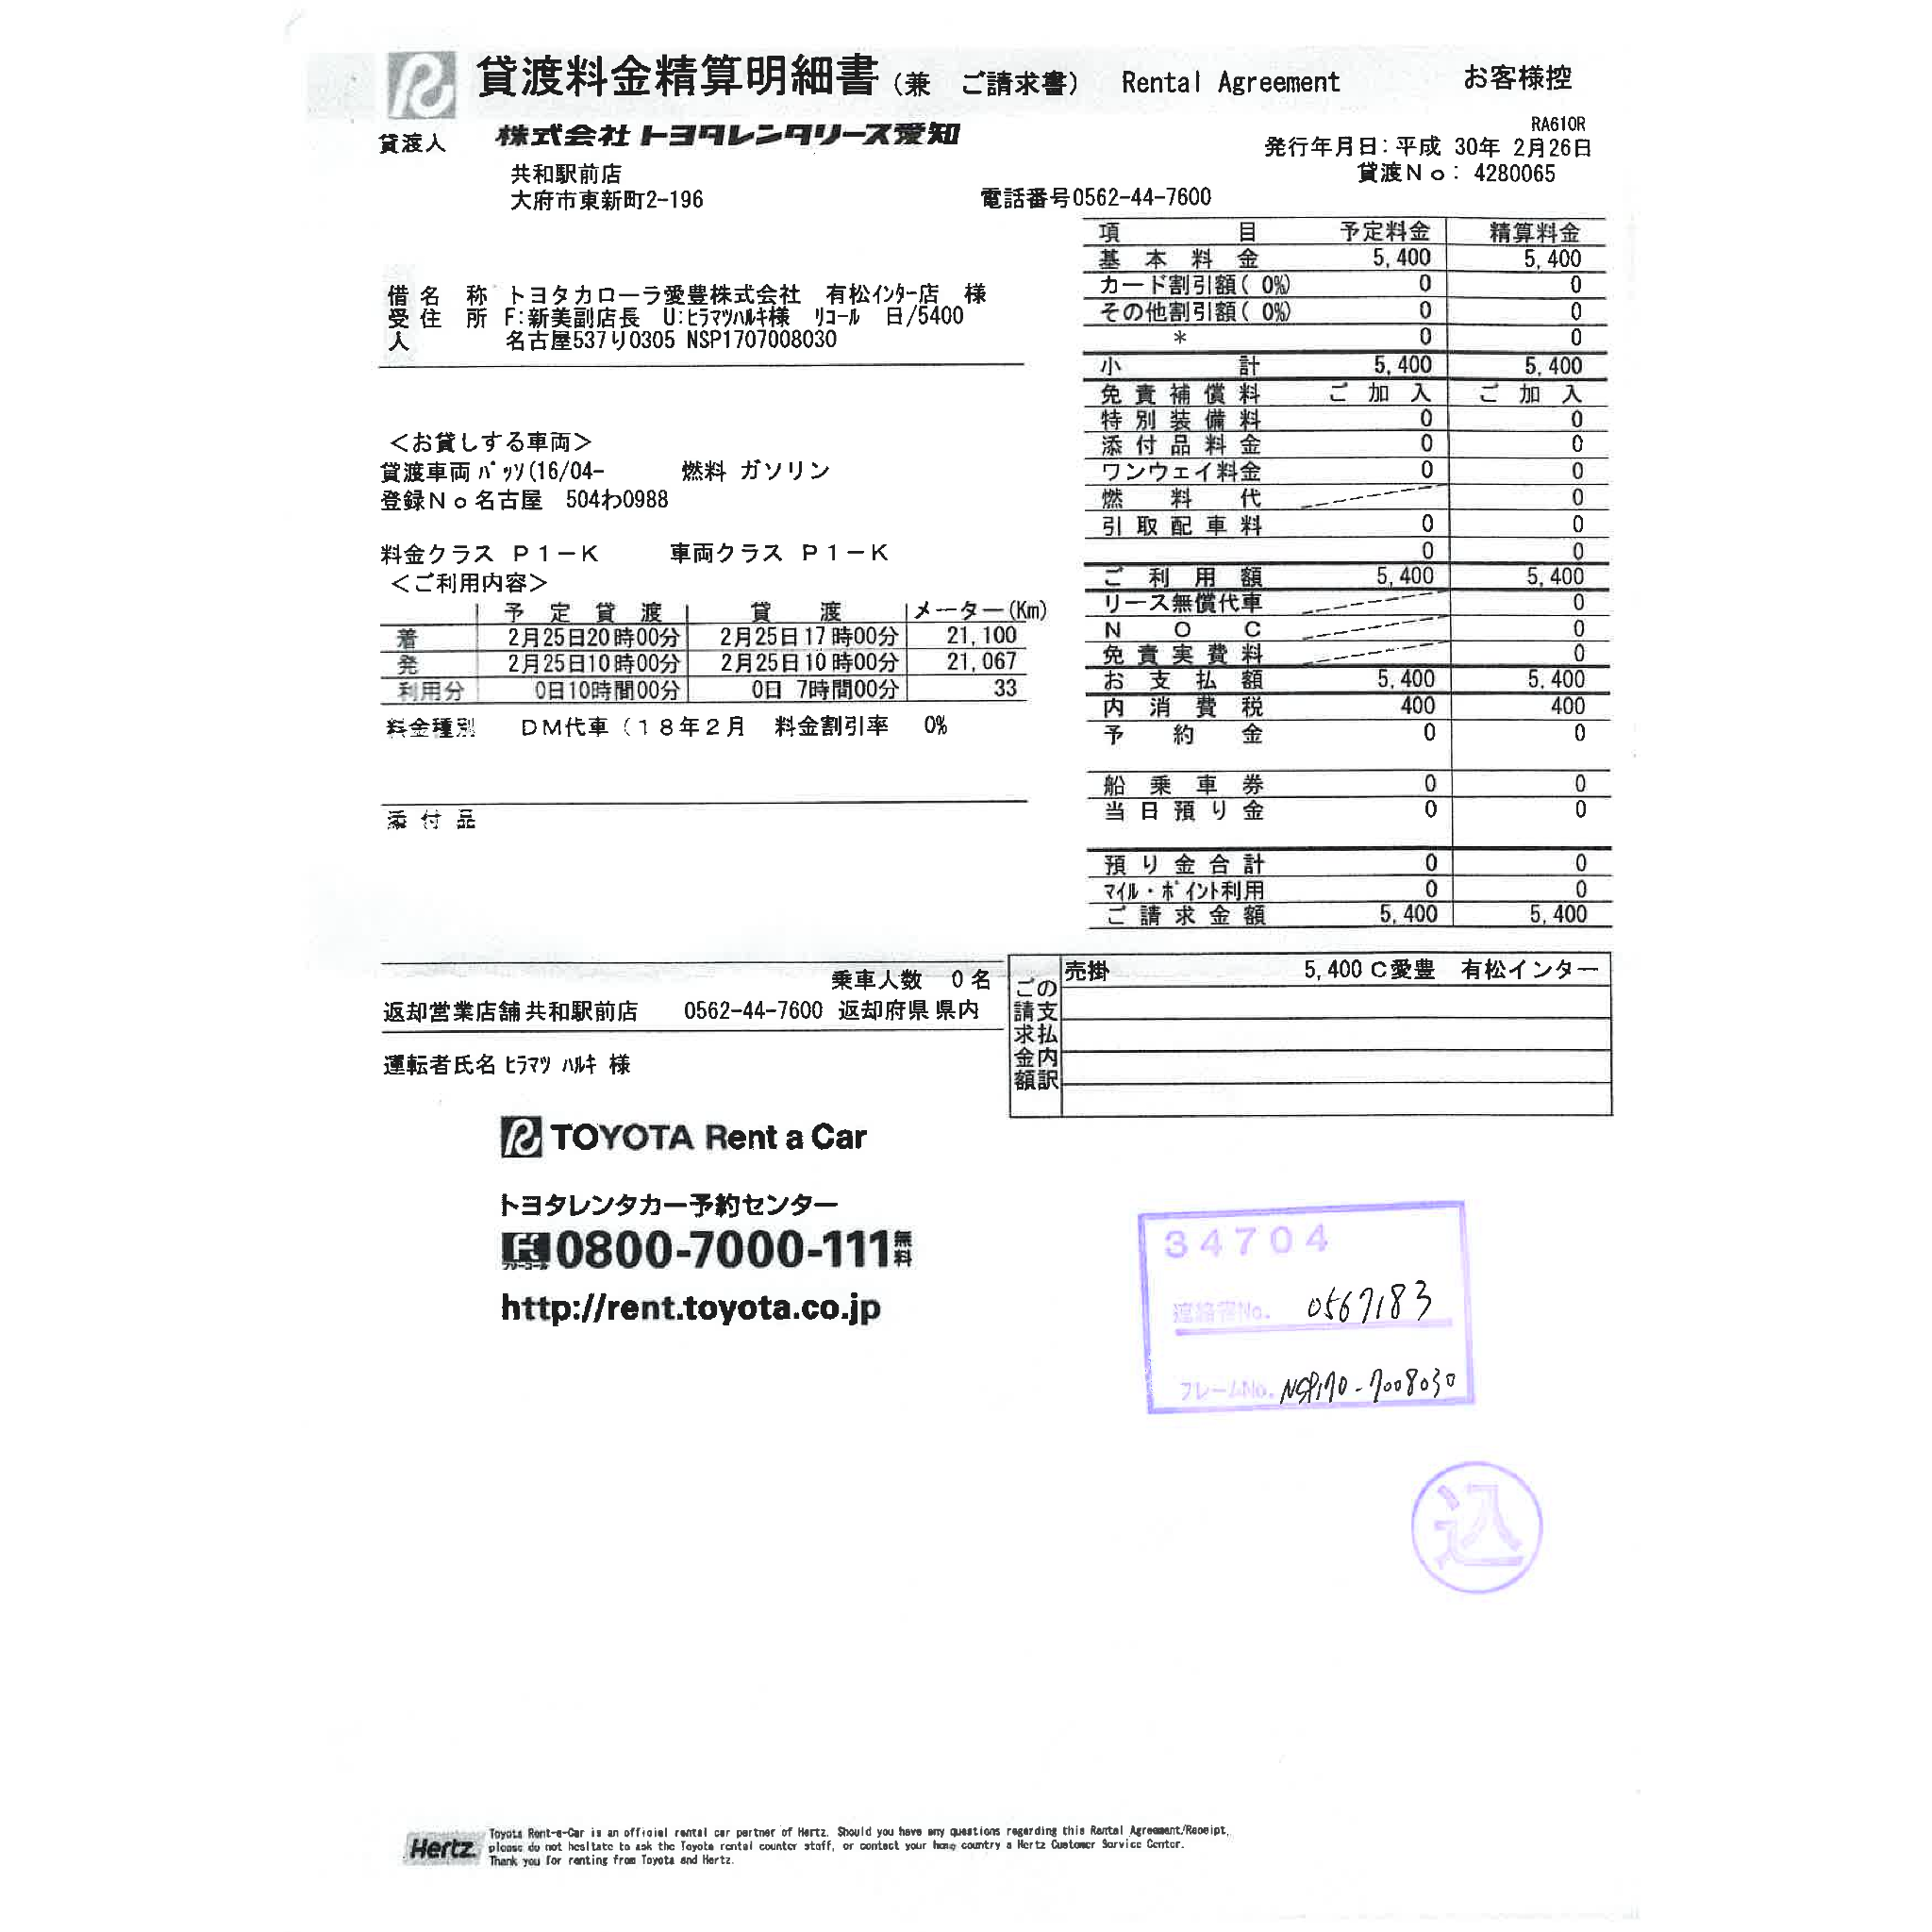 貸渡料金精算明細書(兼 ご請求書) Rental Agreement お客様控
RA610R
貸渡人 株式会社トヨタレンタリース愛知
発行年月日:平成 30年 2月26日
共和駅前店
貸渡No: 4280065
大府市東新町2-196 電話番号0562-44-7600
借受人
名称 トヨタカローラ愛豊株式会社 有松インター店 様
住所 F:新美副店長 U:ヒラマツハルキ様 リコール 日/5400
名古屋537り0305 NSP1707008030
<お貸しする車両>
貸渡車両 パッソ(16/04- 燃料 ガソリン
登録No名古屋 504わ0988
料金クラス P1-K 車両クラス P1-K
<ご利用内容>
予定貸渡 貸渡 メーター(Km)
着 2月25日20時00分 2月25日17時00分 21,100
発 2月25日10時00分 2月25日10時00分 21,067
利用分 0日10時間00分 0日 7時間00分 33
料金種別 DM代車(18年2月 料金割引率 0%
添付品
項目 予定料金 精算料金
基本料金 5,400 5,400
カード割引額( 0%) 0 0
その他割引額( 0%) 0 0
* 0 0
小計 5,400 5,400
免責補償料 ご加入 ご加入
特別装備料 0 0
添付品料金 0 0
ワンウェイ料金 0 0
燃料代 0
引取配車料 0 0
0 0
ご利用額 5,400 5,400
リース無償代車 0
NOC 0
免責実費料 0
お支払額 5,400 5,400
内消費税 400 400
予約金 0 0
船乗車券 0 0
当日預り金 0 0
預り金合計 0 0
マイル・ポイント利用 0 0
ご請求金額 5,400 5,400
乗車人数 0名
返却営業店舗 共和駅前店 0562-44-7600 返却府県 県内
運転者氏名 ヒラマツ ハルキ 様
ご請求金額の支払内訳
売掛 5,400 C愛豊 有松インター
TOYOTA Rent a Car
トヨタレンタカー予約センター
フリーコール 0800-7000-111 無料
http://rent.toyota.co.jp
34704
連絡書No. 0567183
フレームNo. NSP170-7008030
込
Hertz
Toyota Rent-a-Car is an official rental car partner of Hertz. Should you have any questions regarding this Rental Agreement/Receipt,
please do not hesitate to ask the Toyota rental counter staff, or contact your home country a Hertz Customer Service Center.
Thank you for renting from Toyota and Hertz.